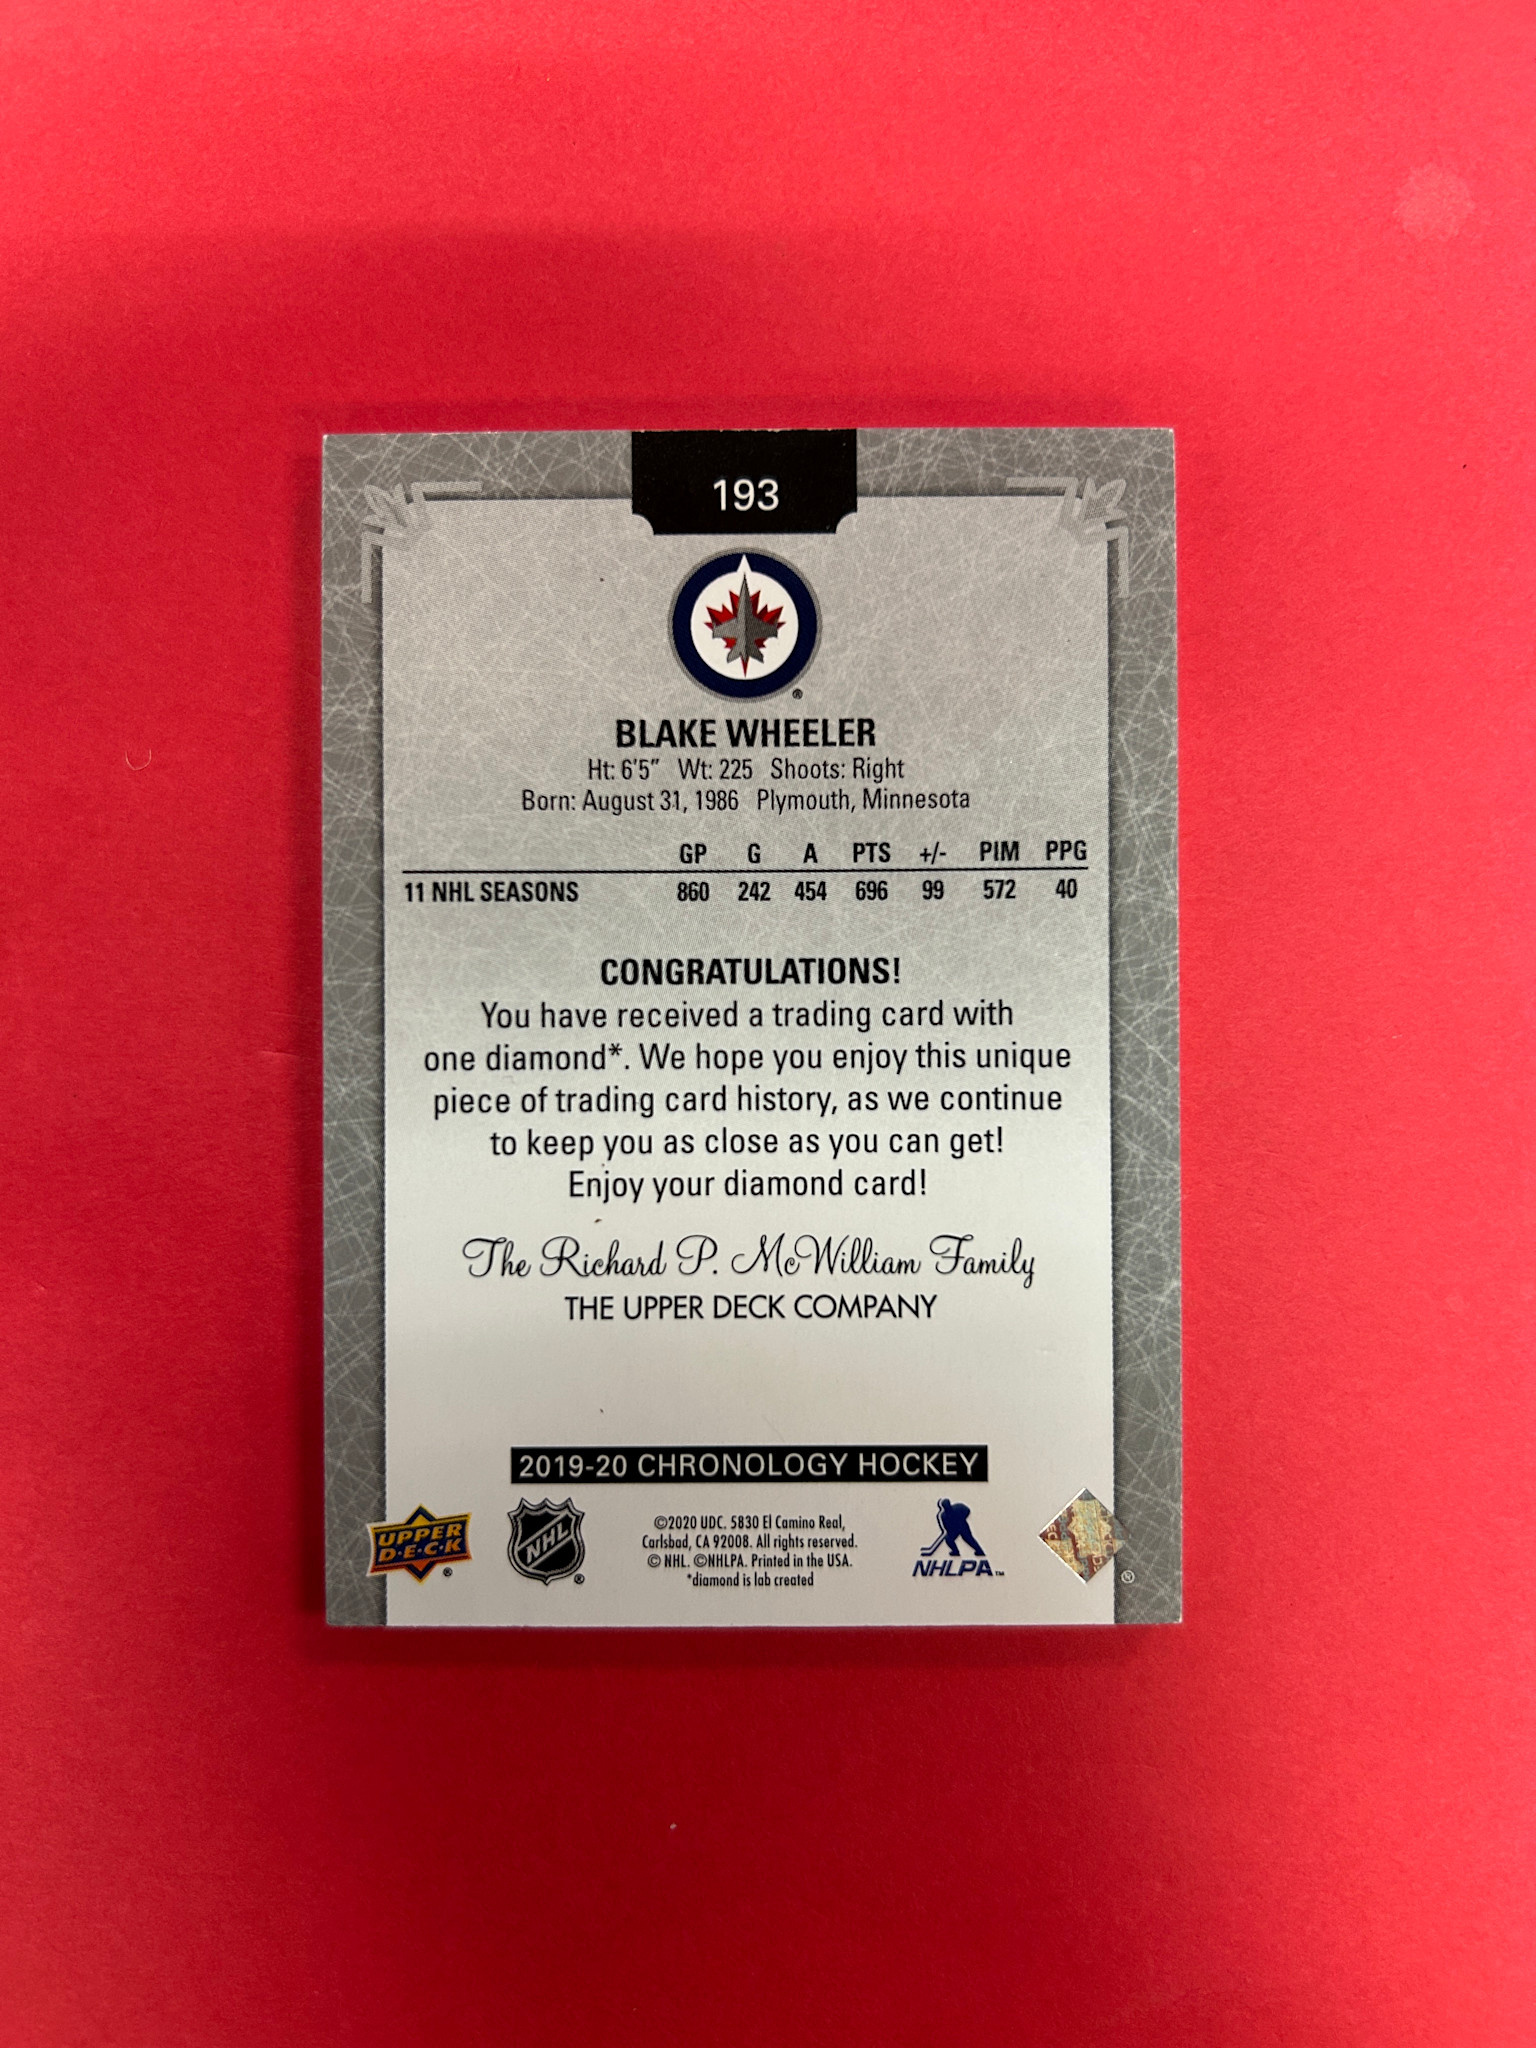 193
®
BLAKE WHEELER
Ht: 6'5" Wt: 225 Shoots: Right
Born: August 31, 1986 Plymouth, Minnesota
GP G A PTS +/- PIM PPG
11 NHL SEASONS 860 242 454 696 99 572 40
CONGRATULATIONS!
You have received a trading card with
one diamond*. We hope you enjoy this unique
piece of trading card history, as we continue
to keep you as close as you can get!
Enjoy your diamond card!
The Richard P. McWilliam Family
THE UPPER DECK COMPANY
2019-20 CHRONOLOGY HOCKEY
UPPER
D·E·C·K ®
NHL ®
©2020 UDC. 5830 El Camino Real,
Carlsbad, CA 92008. All rights reserved.
© NHL. ©NHLPA. Printed in the USA.
*diamond is lab created
NHLPA™
®